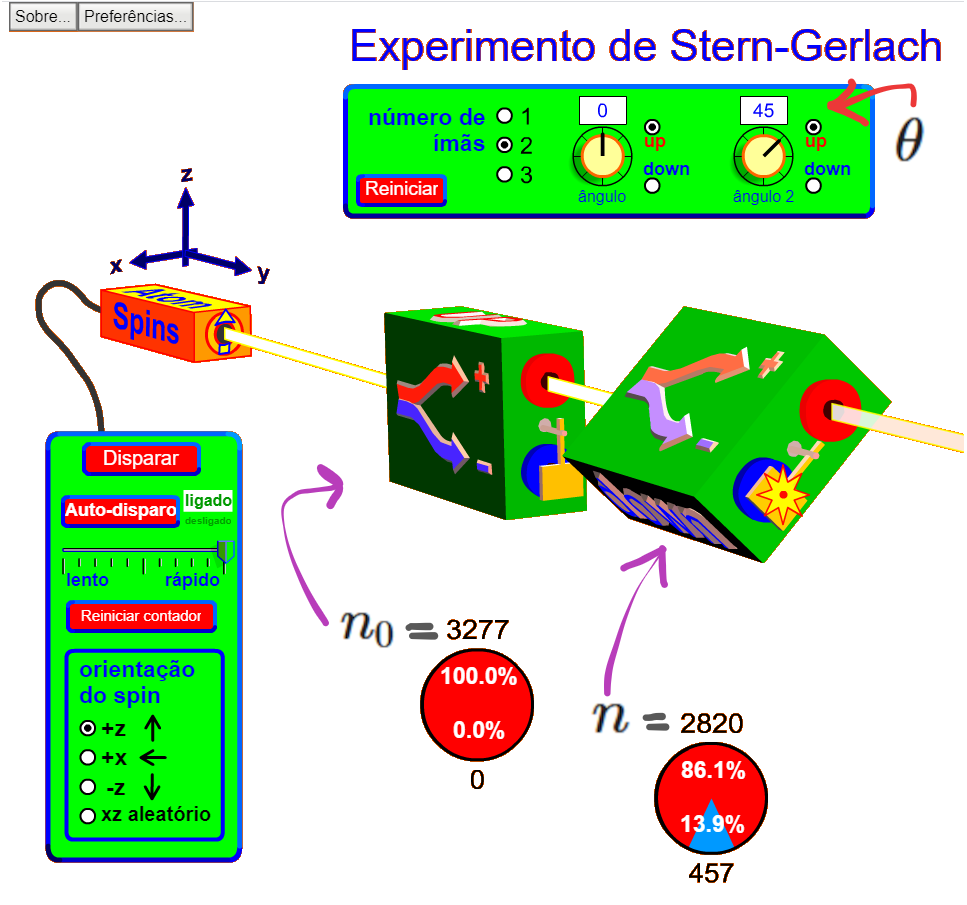 Sobre... Preferências...
Experimento de Stern-Gerlach
número de
ímãs
1
2
3
Reiniciar
0
up
down
ângulo
45
up
down
ângulo 2
θ
z
x
y
Atom
Spins
+
-
+
-
Disparar
Auto-disparo
ligado
desligado
lento
rápido
Reiniciar contador
orientação
do spin
+z ↑
+x ←
-z ↓
xz aleatório
n₀ = 3277
100.0%
0.0%
0
n = 2820
86.1%
13.9%
457